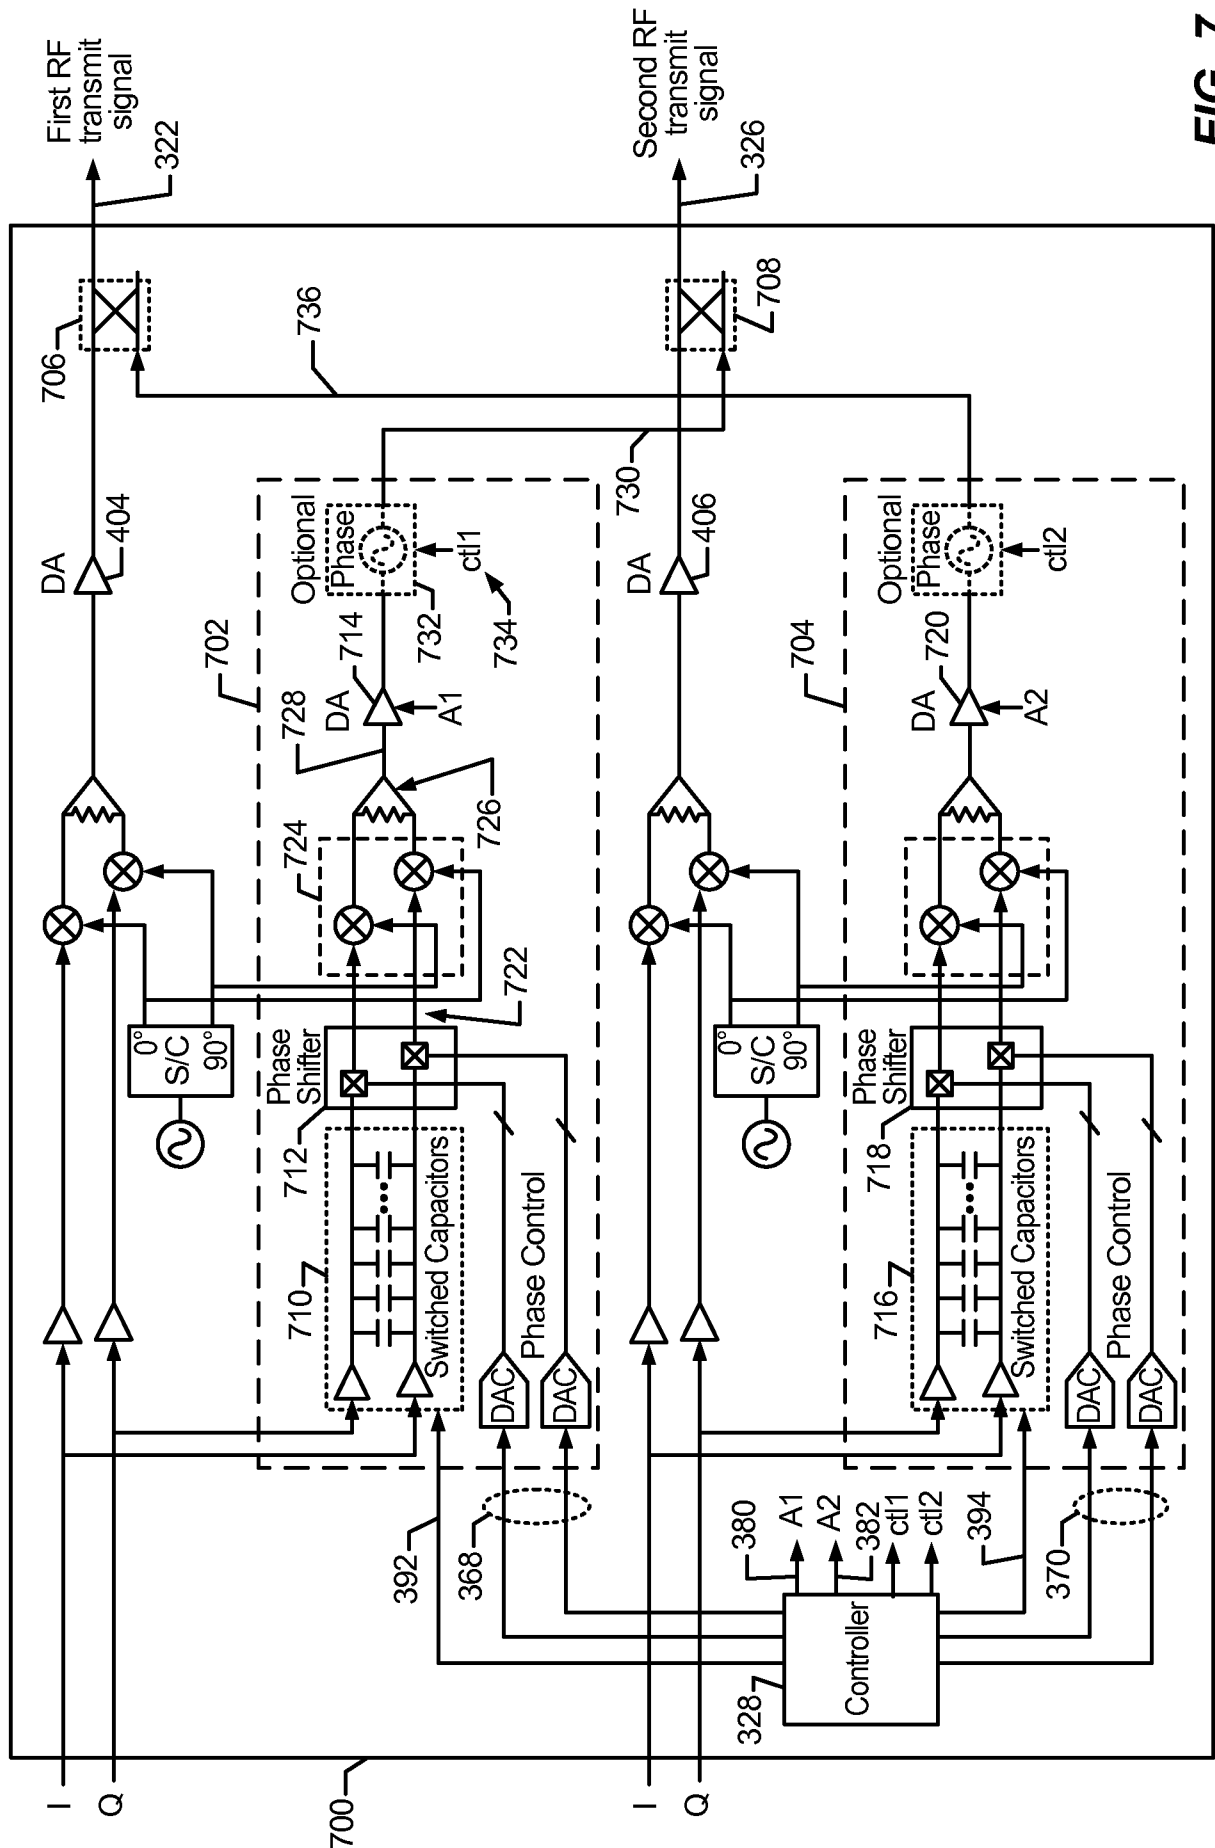 First RF
transmit
signal
322
706
736
404
DA
702
Optional
Phase
ctl1
732
734
714
DA
A1
728
726
724
722
0°
S/C
90°
Phase
Shifter
712
710
Switched Capacitors
DAC
DAC
Phase Control
392
368
I
Q
700
Second RF
transmit
signal
326
708
730
406
DA
704
Optional
Phase
ctl2
720
DA
A2
0°
S/C
90°
Phase
Shifter
718
716
Switched Capacitors
DAC
DAC
Phase Control
394
370
380
A1
A2
382
ctl1
ctl2
Controller
328
I
Q
FIG. 7